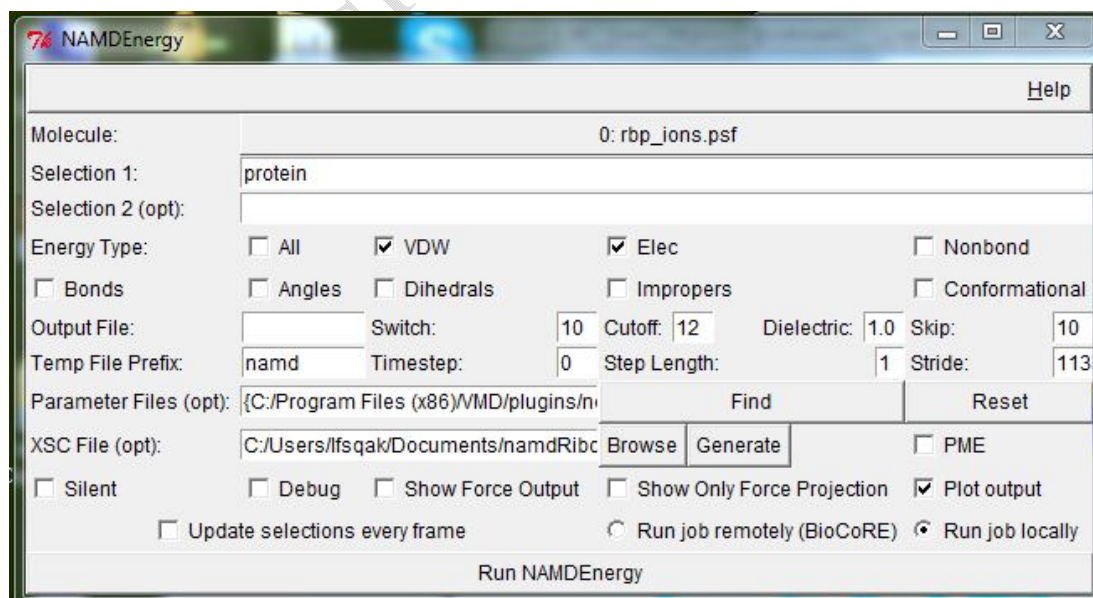 NAMDEnergy
Help
Molecule: 0: rbp_ions.psf
Selection 1: protein
Selection 2 (opt):
Energy Type: All VDW Elec Nonbond
Bonds Angles Dihedrals Impropers Conformational
Output File: Switch: 10 Cutoff: 12 Dielectric: 1.0 Skip: 10
Temp File Prefix: namd Timestep: 0 Step Length: 1 Stride: 113
Parameter Files (opt): {C:/Program Files (x86)/VMD/plugins/n Find Reset
XSC File (opt): C:/Users/lfsqak/Documents/namdRibo Browse Generate PME
Silent Debug Show Force Output Show Only Force Projection Plot output
Update selections every frame Run job remotely (BioCoRE) Run job locally
Run NAMDEnergy